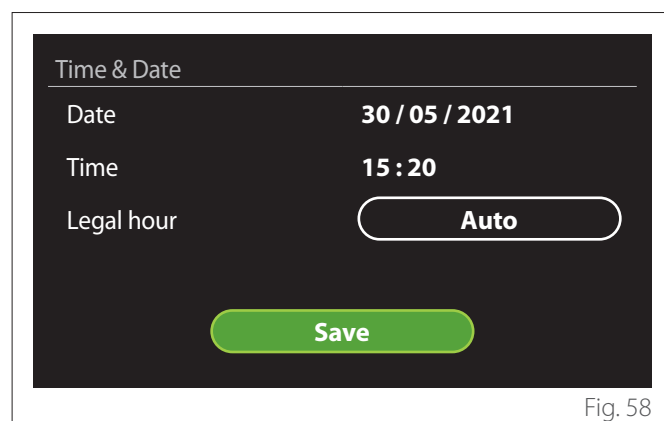 Time & Date
Date 30 / 05 / 2021
Time 15 : 20
Legal hour Auto
Save
Fig. 58